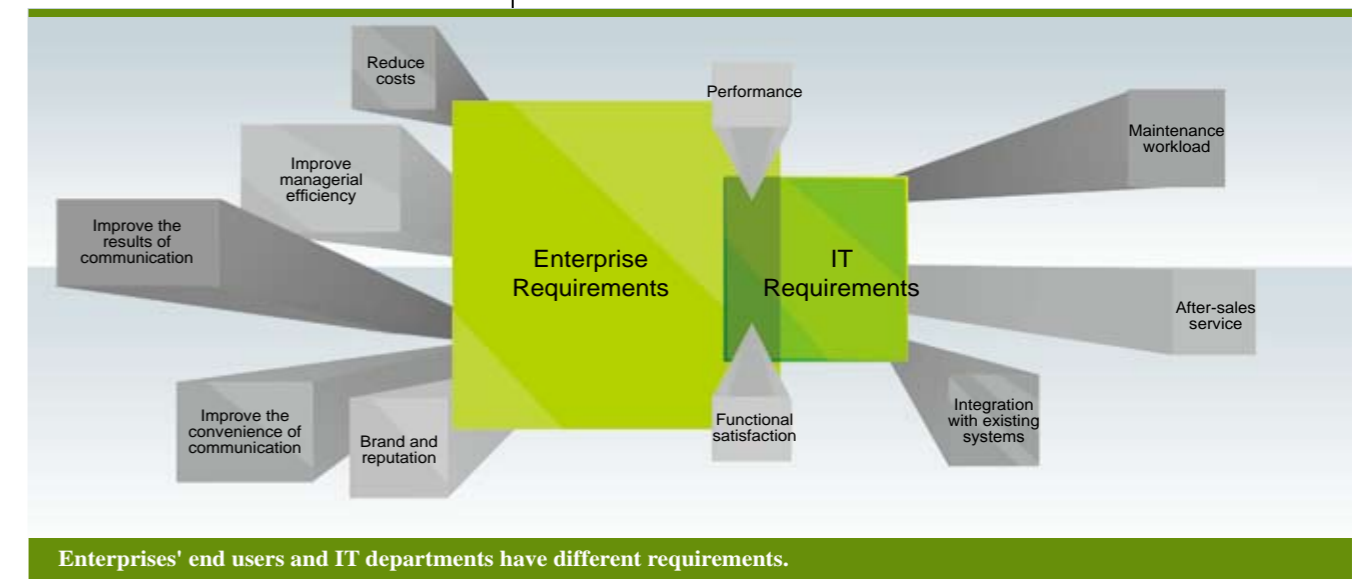 Reduce
costs
Performance
Maintenance
workload
Improve
managerial
efficiency
Improve the
results of
communication
Enterprise
Requirements
IT
Requirements
After-sales
service
Improve the
convenience of
communication
Brand and
reputation
Functional
satisfaction
Integration
with existing
systems
Enterprises' end users and IT departments have different requirements.